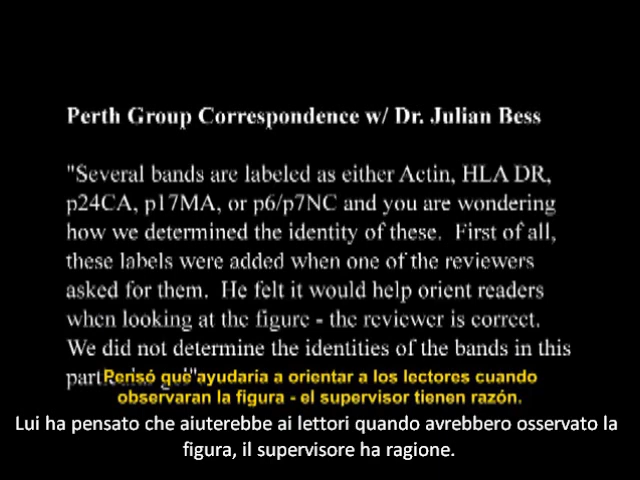 Perth Group Correspondence w/ Dr. Julian Bess
"Several bands are labeled as either Actin, HLA DR,
p24CA, p17MA, or p6/p7NC and you are wondering
how we determined the identity of these. First of all,
these labels were added when one of the reviewers
asked for them. He felt it would help orient readers
when looking at the figure - the reviewer is correct.
We did not determine the identities of the bands in this
Pensó que ayudaria a orientar a los lectores cuando
observaran la figura - el supervisor tienen razón.
Lui ha pensato che aiuterebbe ai lettori quando avrebbero osservato la
figura, il supervisore ha ragione.